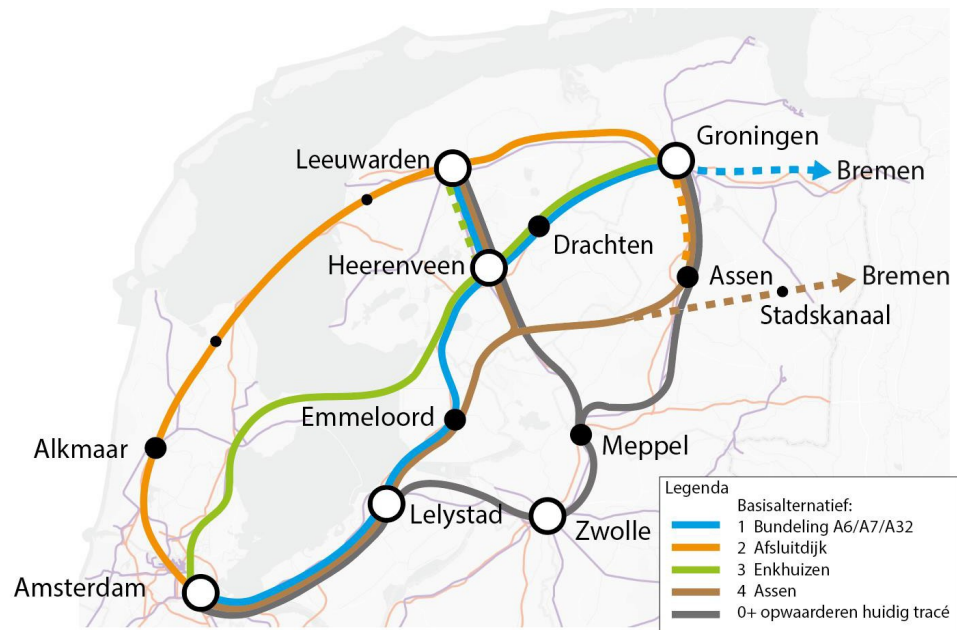 Groningen
Leeuwarden
Bremen
Drachten
Heerenveen
Assen
Bremen
Stadskanaal
Emmeloord
Alkmaar
Meppel
Lelystad
Zwolle
Amsterdam
Legenda
Basisalternatief:
1 Bundeling A6/A7/A32
2 Afsluitdijk
3 Enkhuizen
4 Assen
0+ opwaarderen huidig tracé